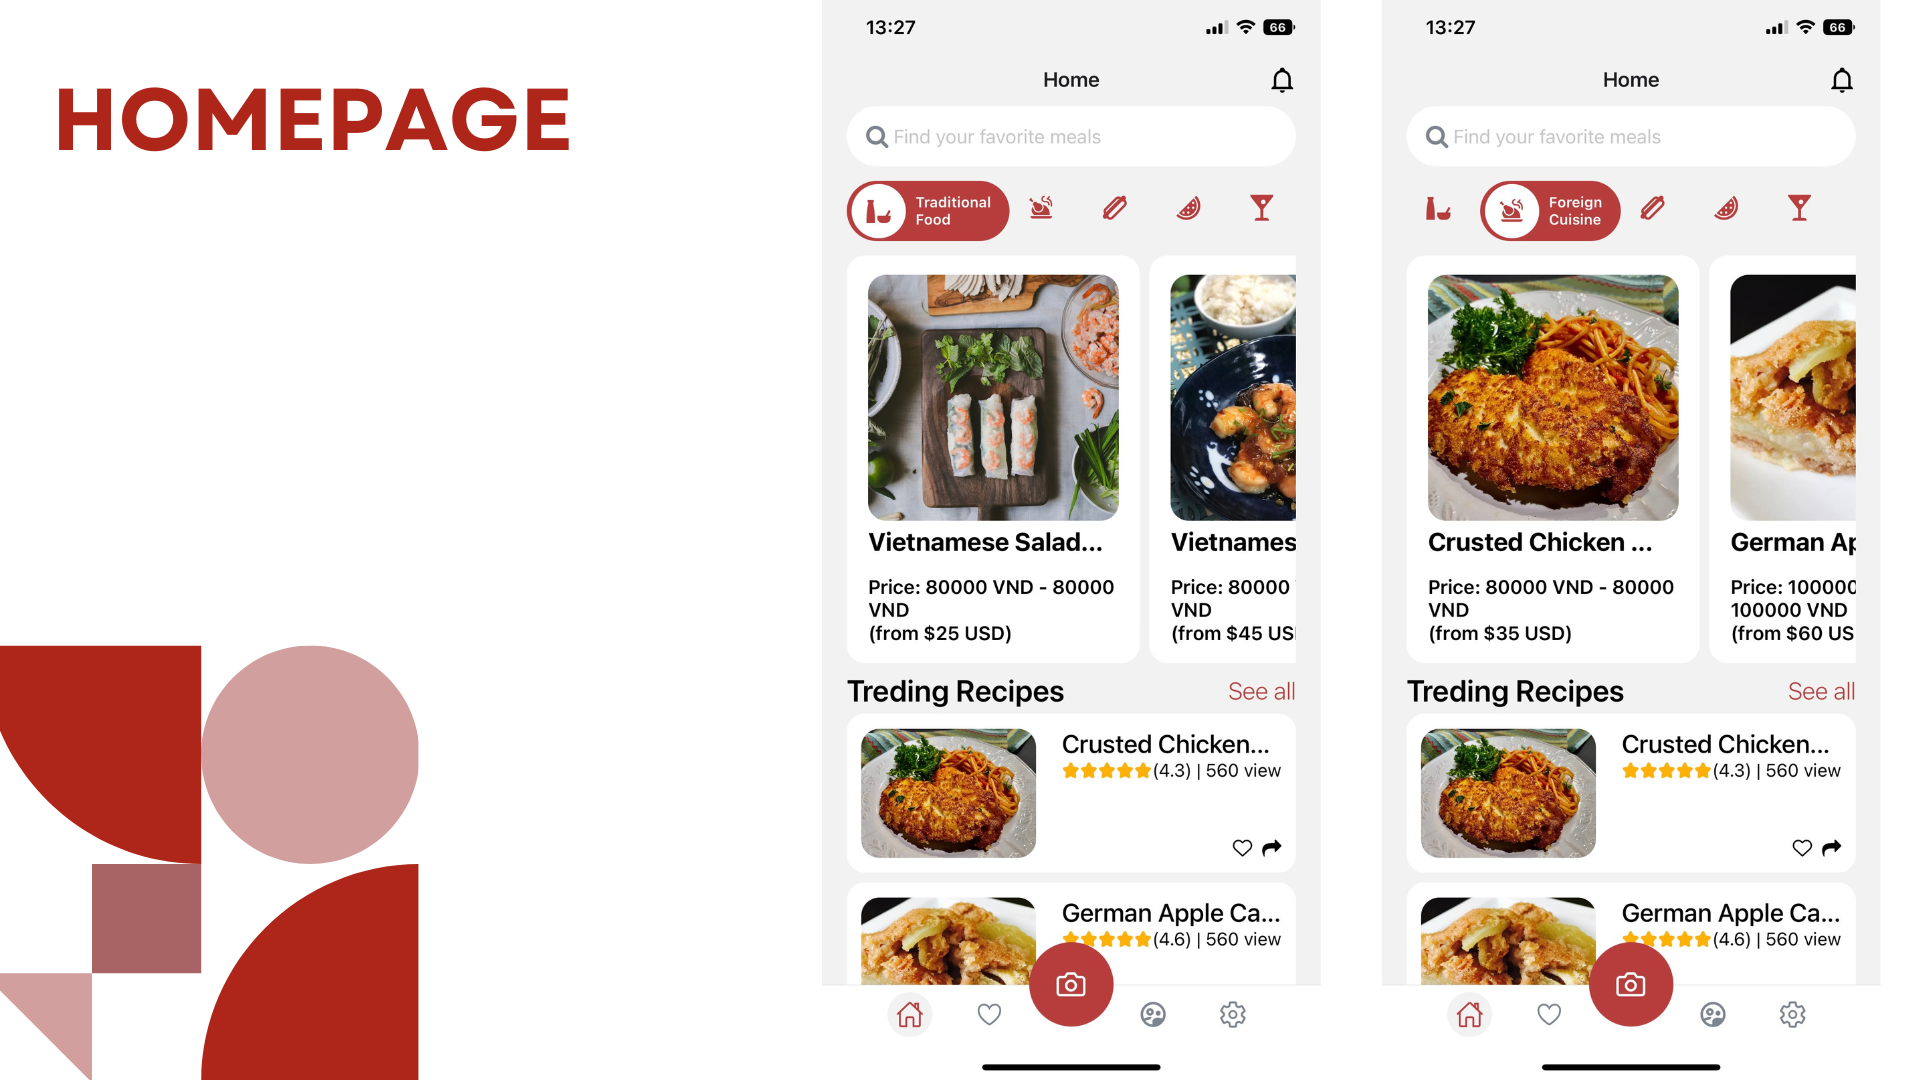 HOMEPAGE
13:27
66
Home
Find your favorite meals
Traditional
Food
Vietnamese Salad...
Price: 80000 VND - 80000
VND
(from $25 USD)
Vietnames
Price: 80000
VND
(from $45 US
Treding Recipes
See all
Crusted Chicken...
(4.3) | 560 view
German Apple Ca...
(4.6) | 560 view
13:27
66
Home
Find your favorite meals
Foreign
Cuisine
Crusted Chicken ...
Price: 80000 VND - 80000
VND
(from $35 USD)
German Ap
Price: 100000
100000 VND
(from $60 US
Treding Recipes
See all
Crusted Chicken...
(4.3) | 560 view
German Apple Ca...
(4.6) | 560 view